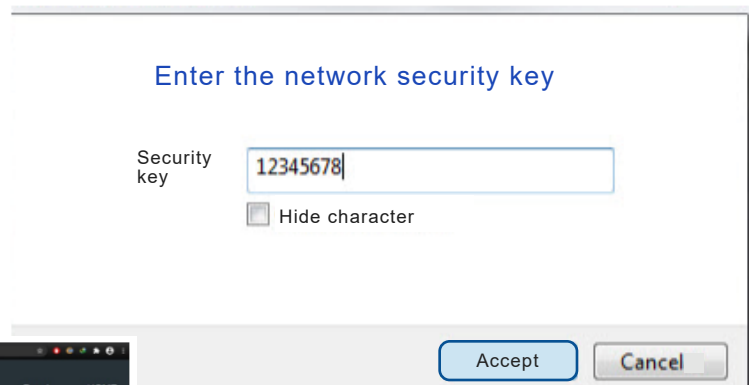 Enter the network security key
Security
key
12345678
Hide character
Accept
Cancel